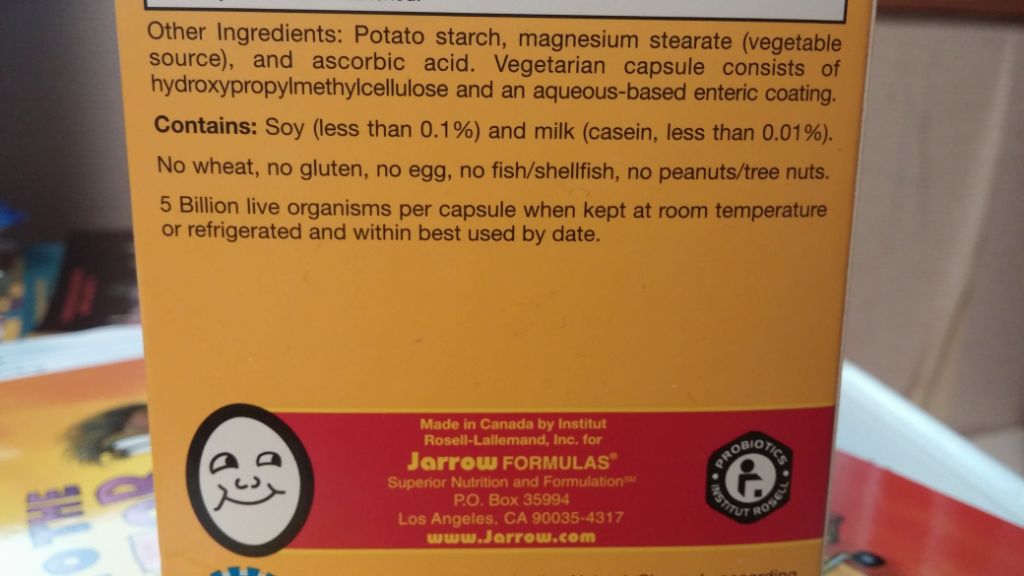 Other Ingredients: Potato starch, magnesium stearate (vegetable
source), and ascorbic acid. Vegetarian capsule consists of
hydroxypropylmethylcellulose and an aqueous-based enteric coating.
Contains: Soy (less than 0.1%) and milk (casein, less than 0.01%).
No wheat, no gluten, no egg, no fish/shellfish, no peanuts/tree nuts.
5 Billion live organisms per capsule when kept at room temperature
or refrigerated and within best used by date.
Made in Canada by Institut
Rosell-Lallemand, Inc. for
Jarrow FORMULAS®
Superior Nutrition and Formulation℠
P.O. Box 35994
Los Angeles, CA 90035-4317
www.Jarrow.com
PROBIOTICS
INSTITUT ROSELL
THE